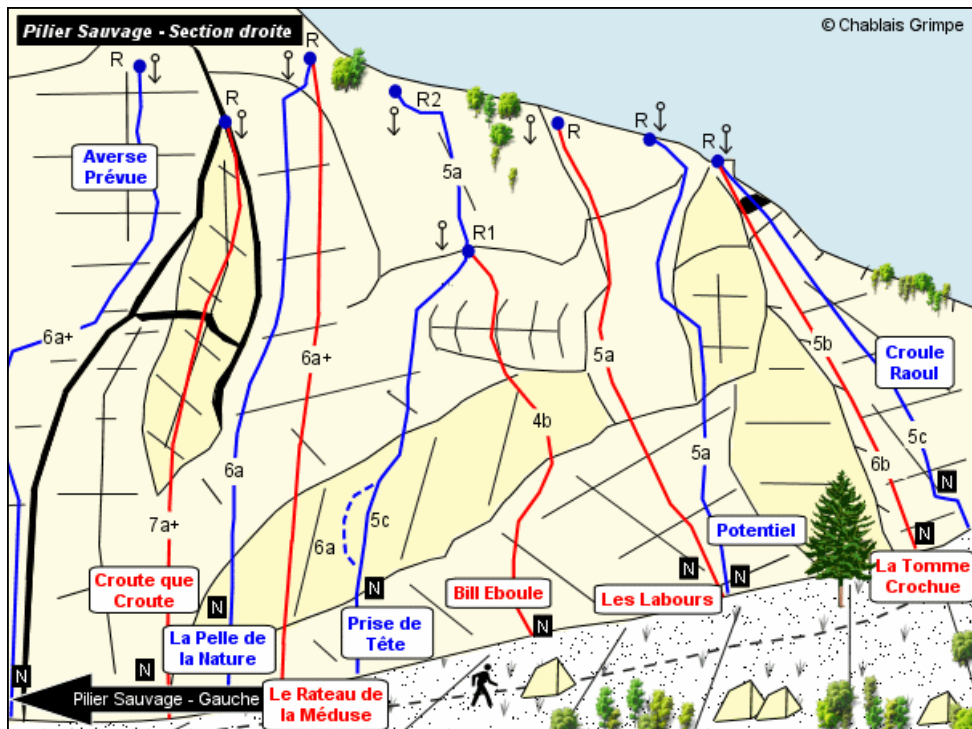 Pilier Sauvage - Section droite
© Chablais Grimpe
R
R
R
R
R
R
R
R2
R1
Averse
Prévue
5a
6a+
6a+
5a
5b
Croule
Raoul
4b
5c
6a
5a
6b
7a+
5c
6a
N
N
N
N
N
N
N
N
N
N
Potentiel
Croute que
Croute
La Pelle de
la Nature
Prise de
Tête
Bill Eboule
Les Labours
La Tomme
Crochue
Pilier Sauvage - Gauche
Le Rateau de
la Méduse